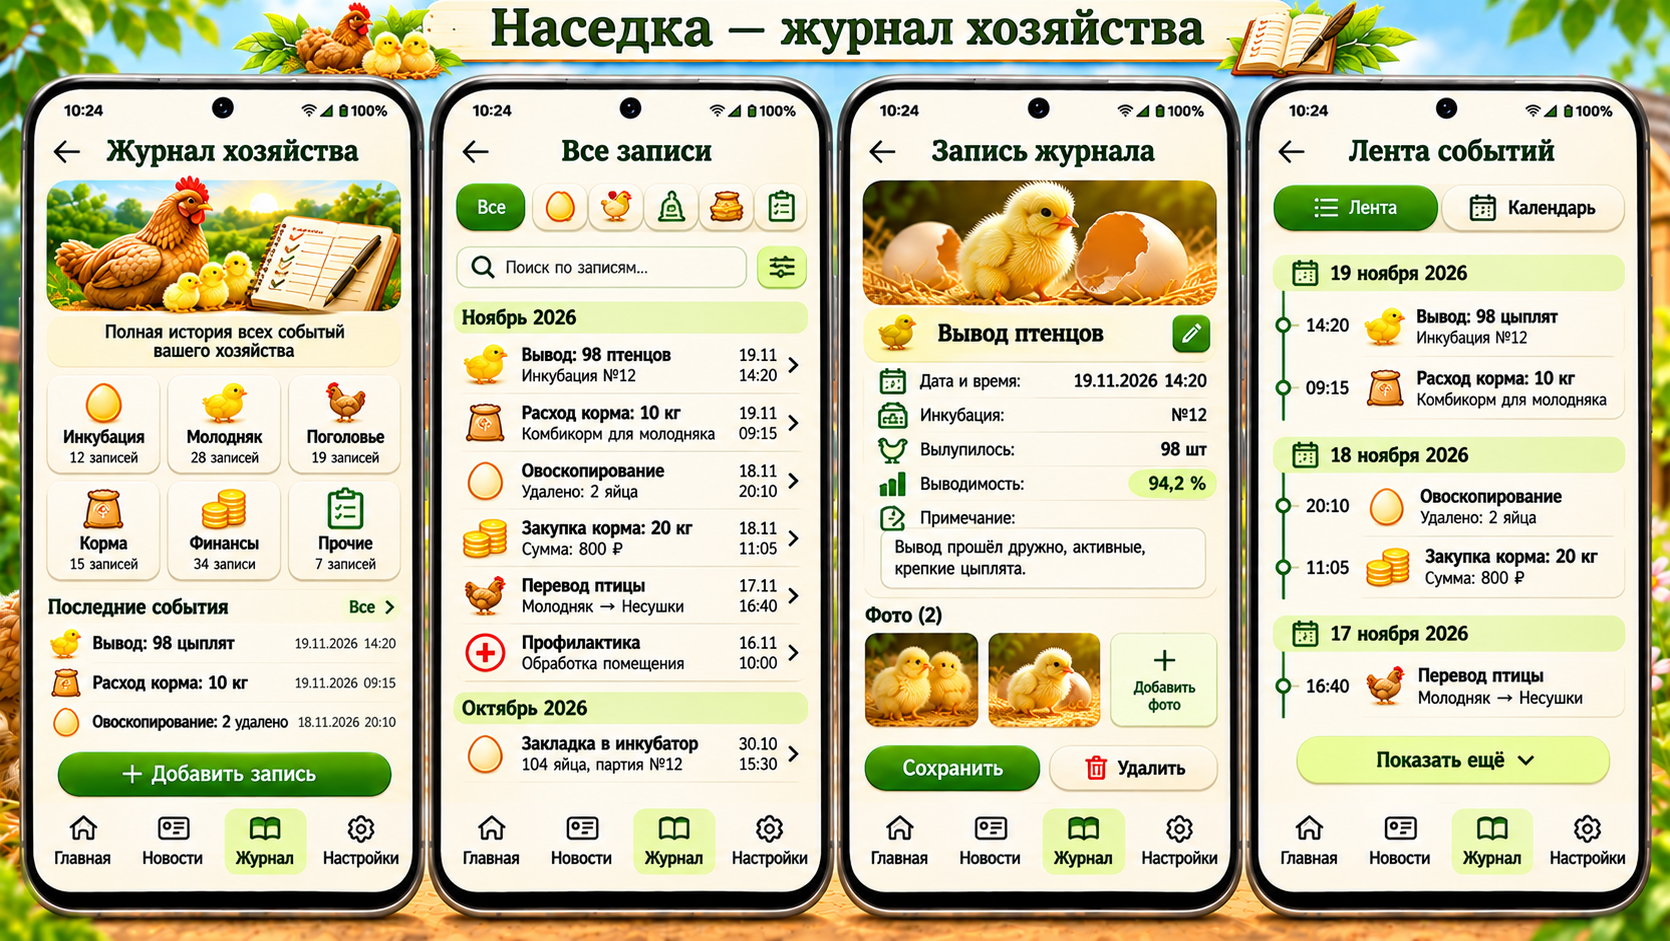 Наседка — журнал хозяйства
10:24
100%
Журнал хозяйства
Полная история всех событый
вашего хозяйства
Инкубация
12 записей
Молодняк
28 записей
Поголовье
19 записей
Корма
15 записей
Финансы
34 записи
Прочие
7 записей
Последние события
Все
Вывод: 98 цыплят
19.11.2026 14:20
Расход корма: 10 кг
19.11.2026 09:15
Овоскопирование: 2 удалено
18.11.2026 20:10
+ Добавить запись
Главная
Новости
Журнал
Настройки
10:24
100%
Все записи
Все
Поиск по записям...
Ноябрь 2026
Вывод: 98 птенцов
19.11
Инкубация №12
14:20
Расход корма: 10 кг
19.11
Комбикорм для молодняка
09:15
Овоскопирование
18.11
Удалено: 2 яйца
20:10
Закупка корма: 20 кг
18.11
Сумма: 800 ₽
11:05
Перевод птицы
17.11
Молодняк → Несушки
16:40
Профилактика
16.11
Обработка помещения
10:00
Октябрь 2026
Закладка в инкубатор
30.10
104 яйца, партия №12
15:30
Главная
Новости
Журнал
Настройки
10:24
100%
Запись журнала
Вывод птенцов
Дата и время:
19.11.2026 14:20
Инкубация:
№12
Вылупилось:
98 шт
Выводимость:
94,2 %
Примечание:
Вывод прошёл дружно, активные,
крепкие цыплята.
Фото (2)
+
Добавить
фото
Сохранить
Удалить
Главная
Новости
Журнал
Настройки
10:24
100%
Лента событий
Лента
Календарь
19 ноября 2026
14:20
Вывод: 98 цыплят
Инкубация №12
09:15
Расход корма: 10 кг
Комбикорм для молодняка
18 ноября 2026
20:10
Овоскопирование
Удалено: 2 яйца
11:05
Закупка корма: 20 кг
Сумма: 800 ₽
17 ноября 2026
16:40
Перевод птицы
Молодняк → Несушки
Показать ещё
Главная
Новости
Журнал
Настройки